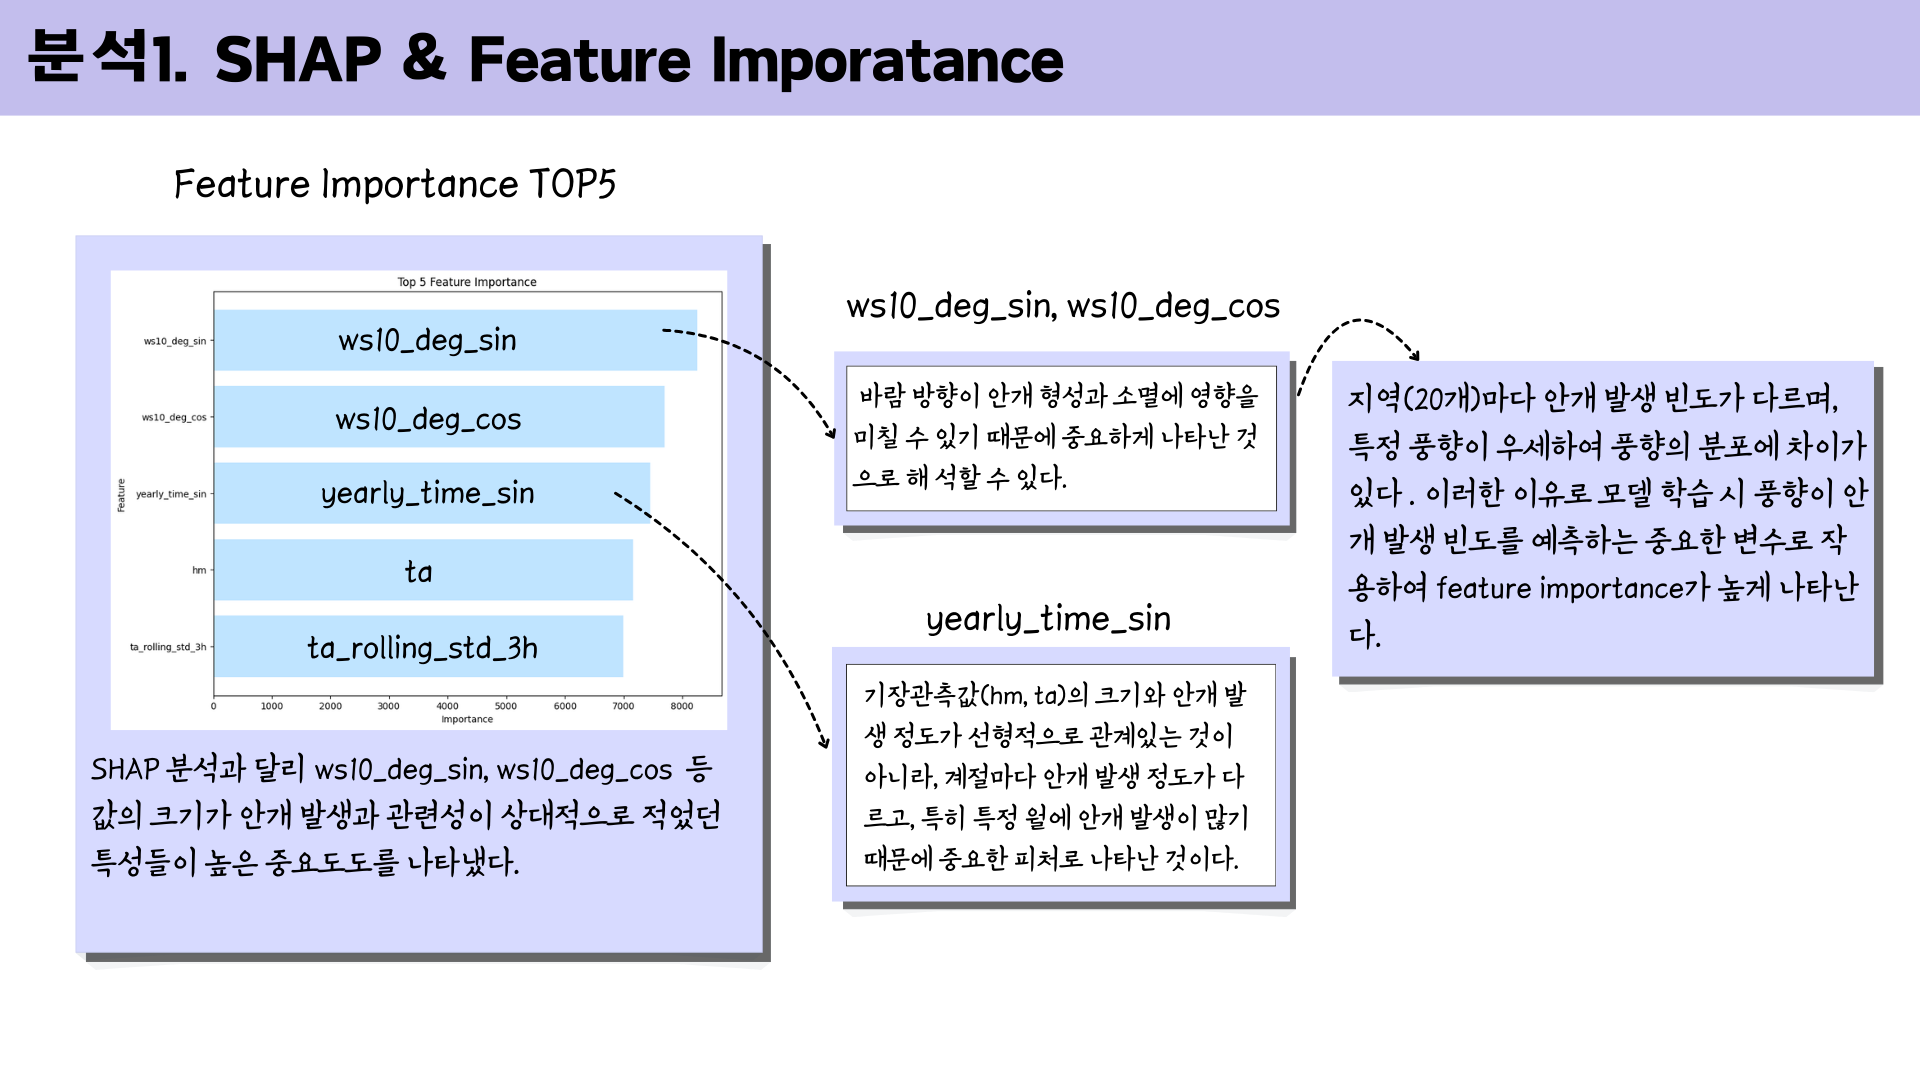 분석1. SHAP & Feature Imporatance
Feature Importance TOP5
Top 5 Feature Importance
Feature
ws10_deg_sin
ws10_deg_sin
ws10_deg_cos
ws10_deg_cos
yearly_time_sin
yearly_time_sin
hm
ta
ta_rolling_std_3h
ta_rolling_std_3h
0 1000 2000 3000 4000 5000 6000 7000 8000
Importance
SHAP 분석과 달리 ws10_deg_sin, ws10_deg_cos 등
값의 크기가 안개 발생과 관련성이 상대적으로 적었던
특성들이 높은 중요도도를 나타냈다.
ws10_deg_sin, ws10_deg_cos
바람 방향이 안개 형성과 소멸에 영향을
미칠 수 있기 때문에 중요하게 나타난 것
으로 해 석할 수 있다.
yearly_time_sin
기장관측값(hm, ta)의 크기와 안개 발
생 정도가 선형적으로 관계있는 것이
아니라, 계절마다 안개 발생 정도가 다
르고, 특히 특정 월에 안개 발생이 많기
때문에 중요한 피처로 나타난 것이다.
지역(20개)마다 안개 발생 빈도가 다르며,
특정 풍향이 우세하여 풍향의 분포에 차이가
있다 . 이러한 이유로 모델 학습 시 풍향이 안
개 발생 빈도를 예측하는 중요한 변수로 작
용하여 feature importance가 높게 나타난
다.